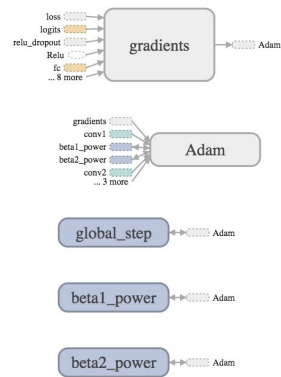 loss
logits
relu_dropout
Relu
fc
... 8 more
gradients
Adam
gradients
conv1
beta1_power
beta2_power
conv2
... 3 more
Adam
global_step
Adam
beta1_power
Adam
beta2_power
Adam